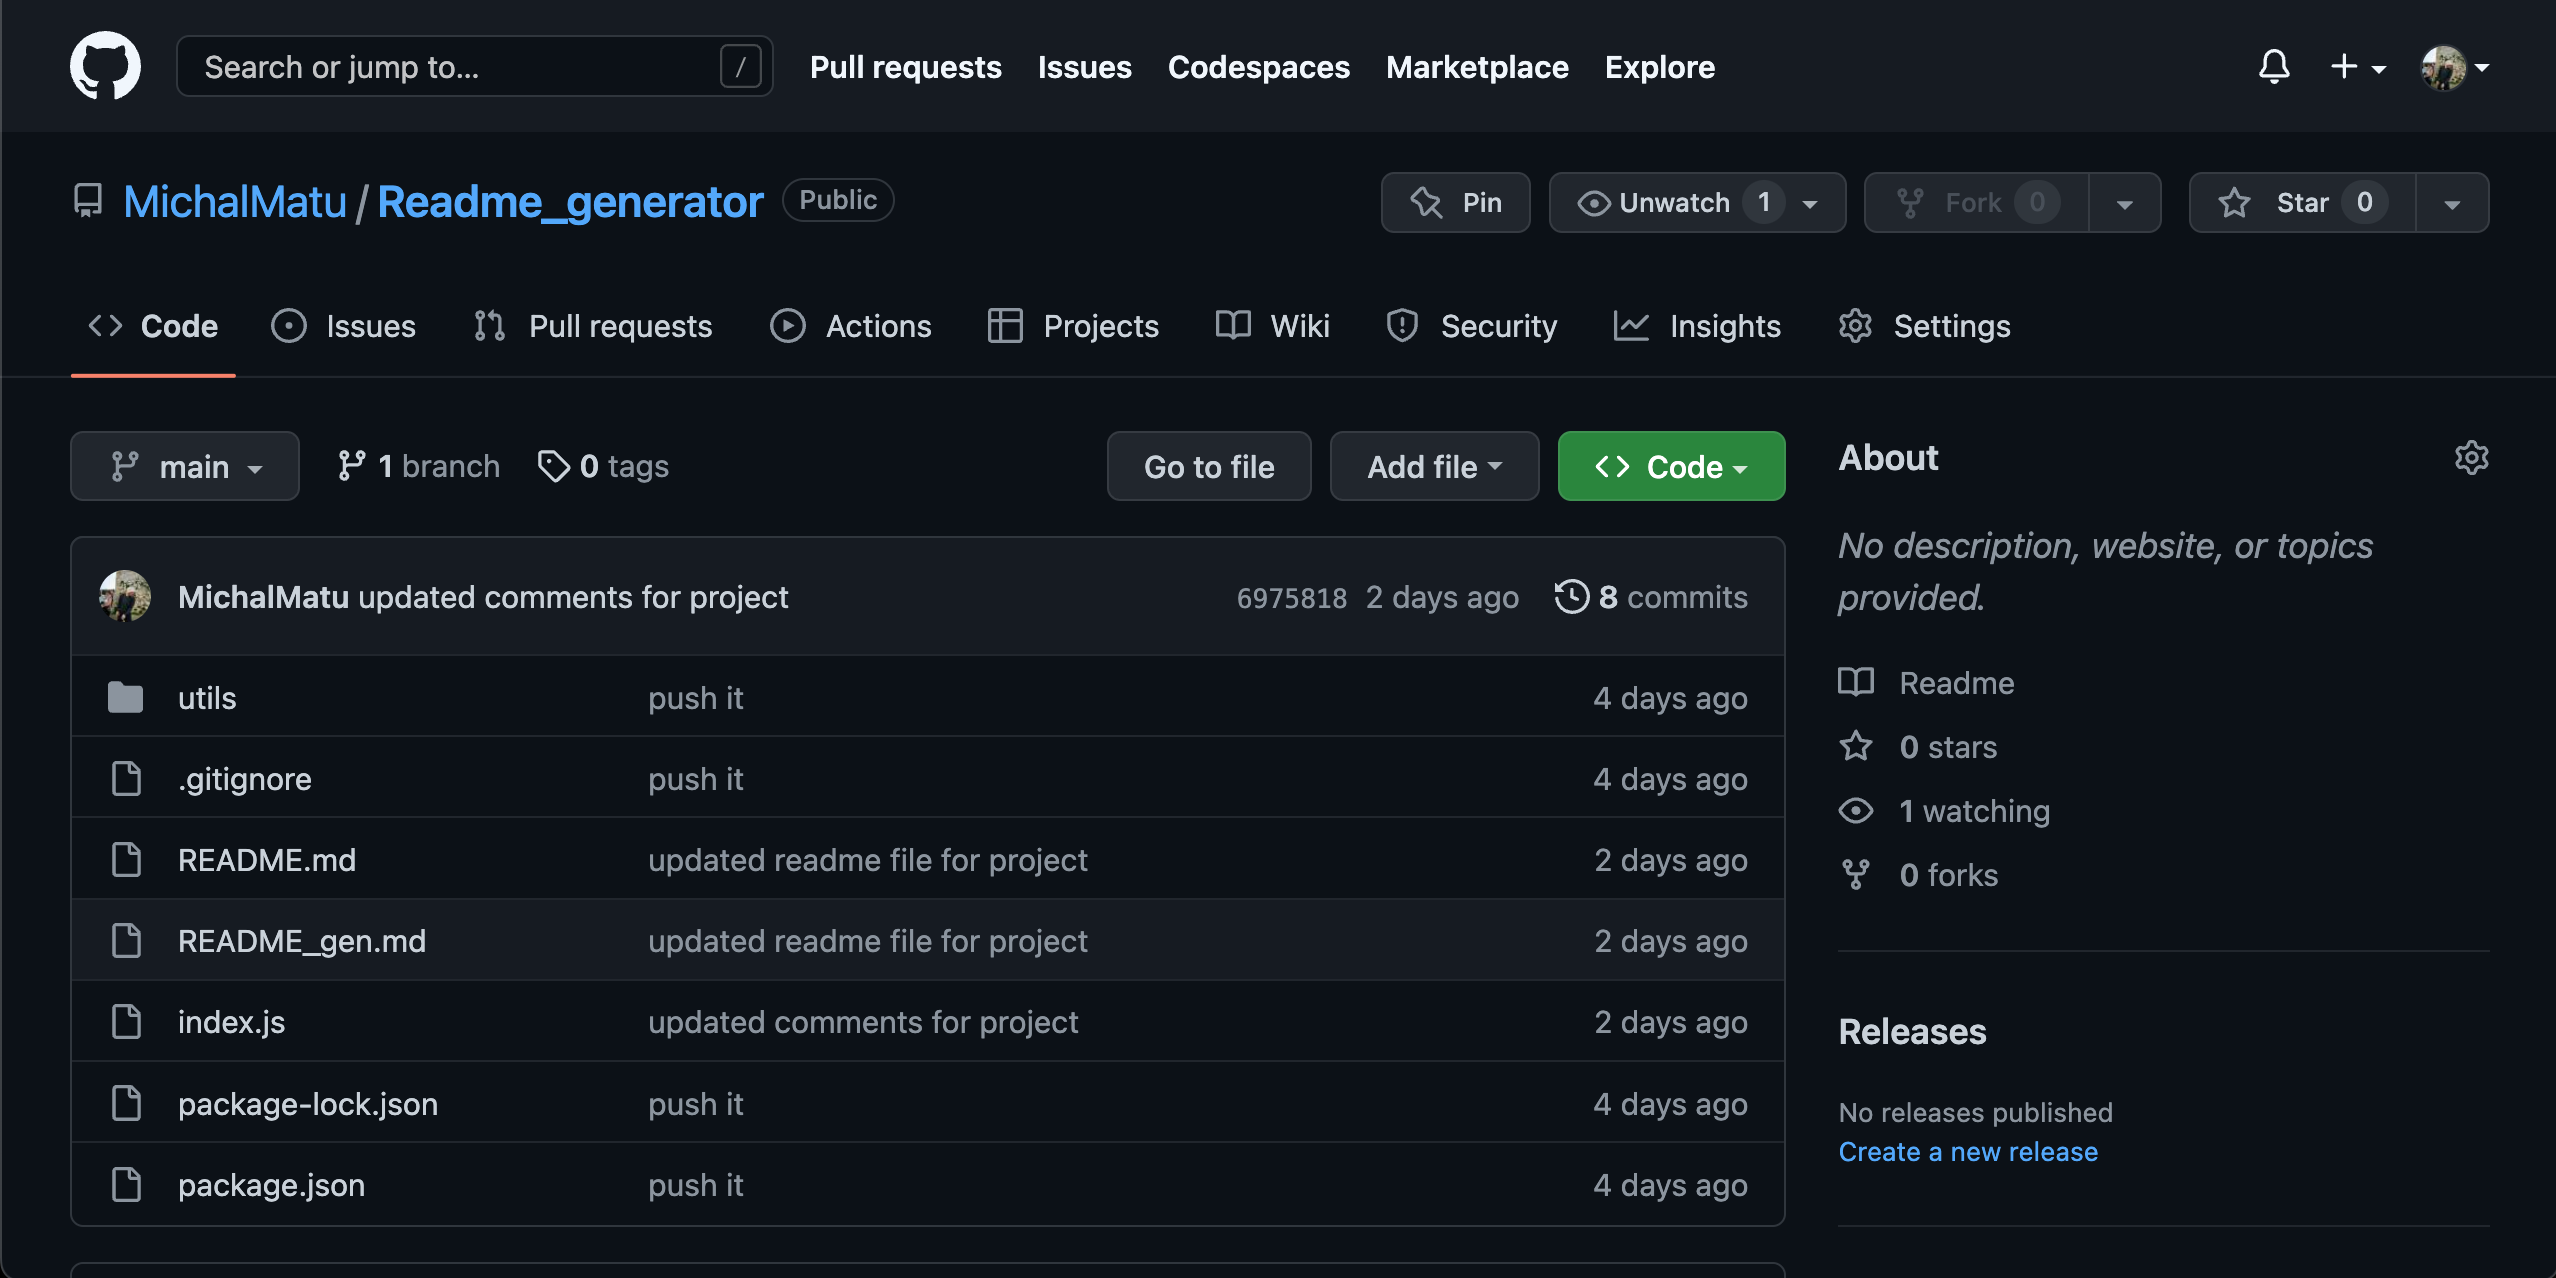 Search or jump to... / Pull requests Issues Codespaces Marketplace Explore
MichalMatu / Readme_generator Public Pin Unwatch 1 Fork 0 Star 0
Code Issues Pull requests Actions Projects Wiki Security Insights Settings
main 1 branch 0 tags Go to file Add file Code
About
No description, website, or topics
provided.
Readme
0 stars
1 watching
0 forks
Releases
No releases published
Create a new release
MichalMatu updated comments for project 6975818 2 days ago 8 commits
utils push it 4 days ago
.gitignore push it 4 days ago
README.md updated readme file for project 2 days ago
README_gen.md updated readme file for project 2 days ago
index.js updated comments for project 2 days ago
package-lock.json push it 4 days ago
package.json push it 4 days ago